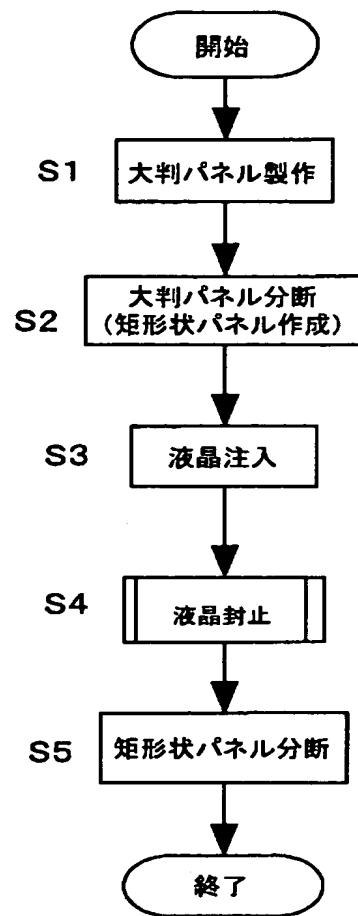 開始
S1
大判パネル製作
S2
大判パネル分断
(矩形状パネル作成)
S3
液晶注入
S4
液晶封止
S5
矩形状パネル分断
終了